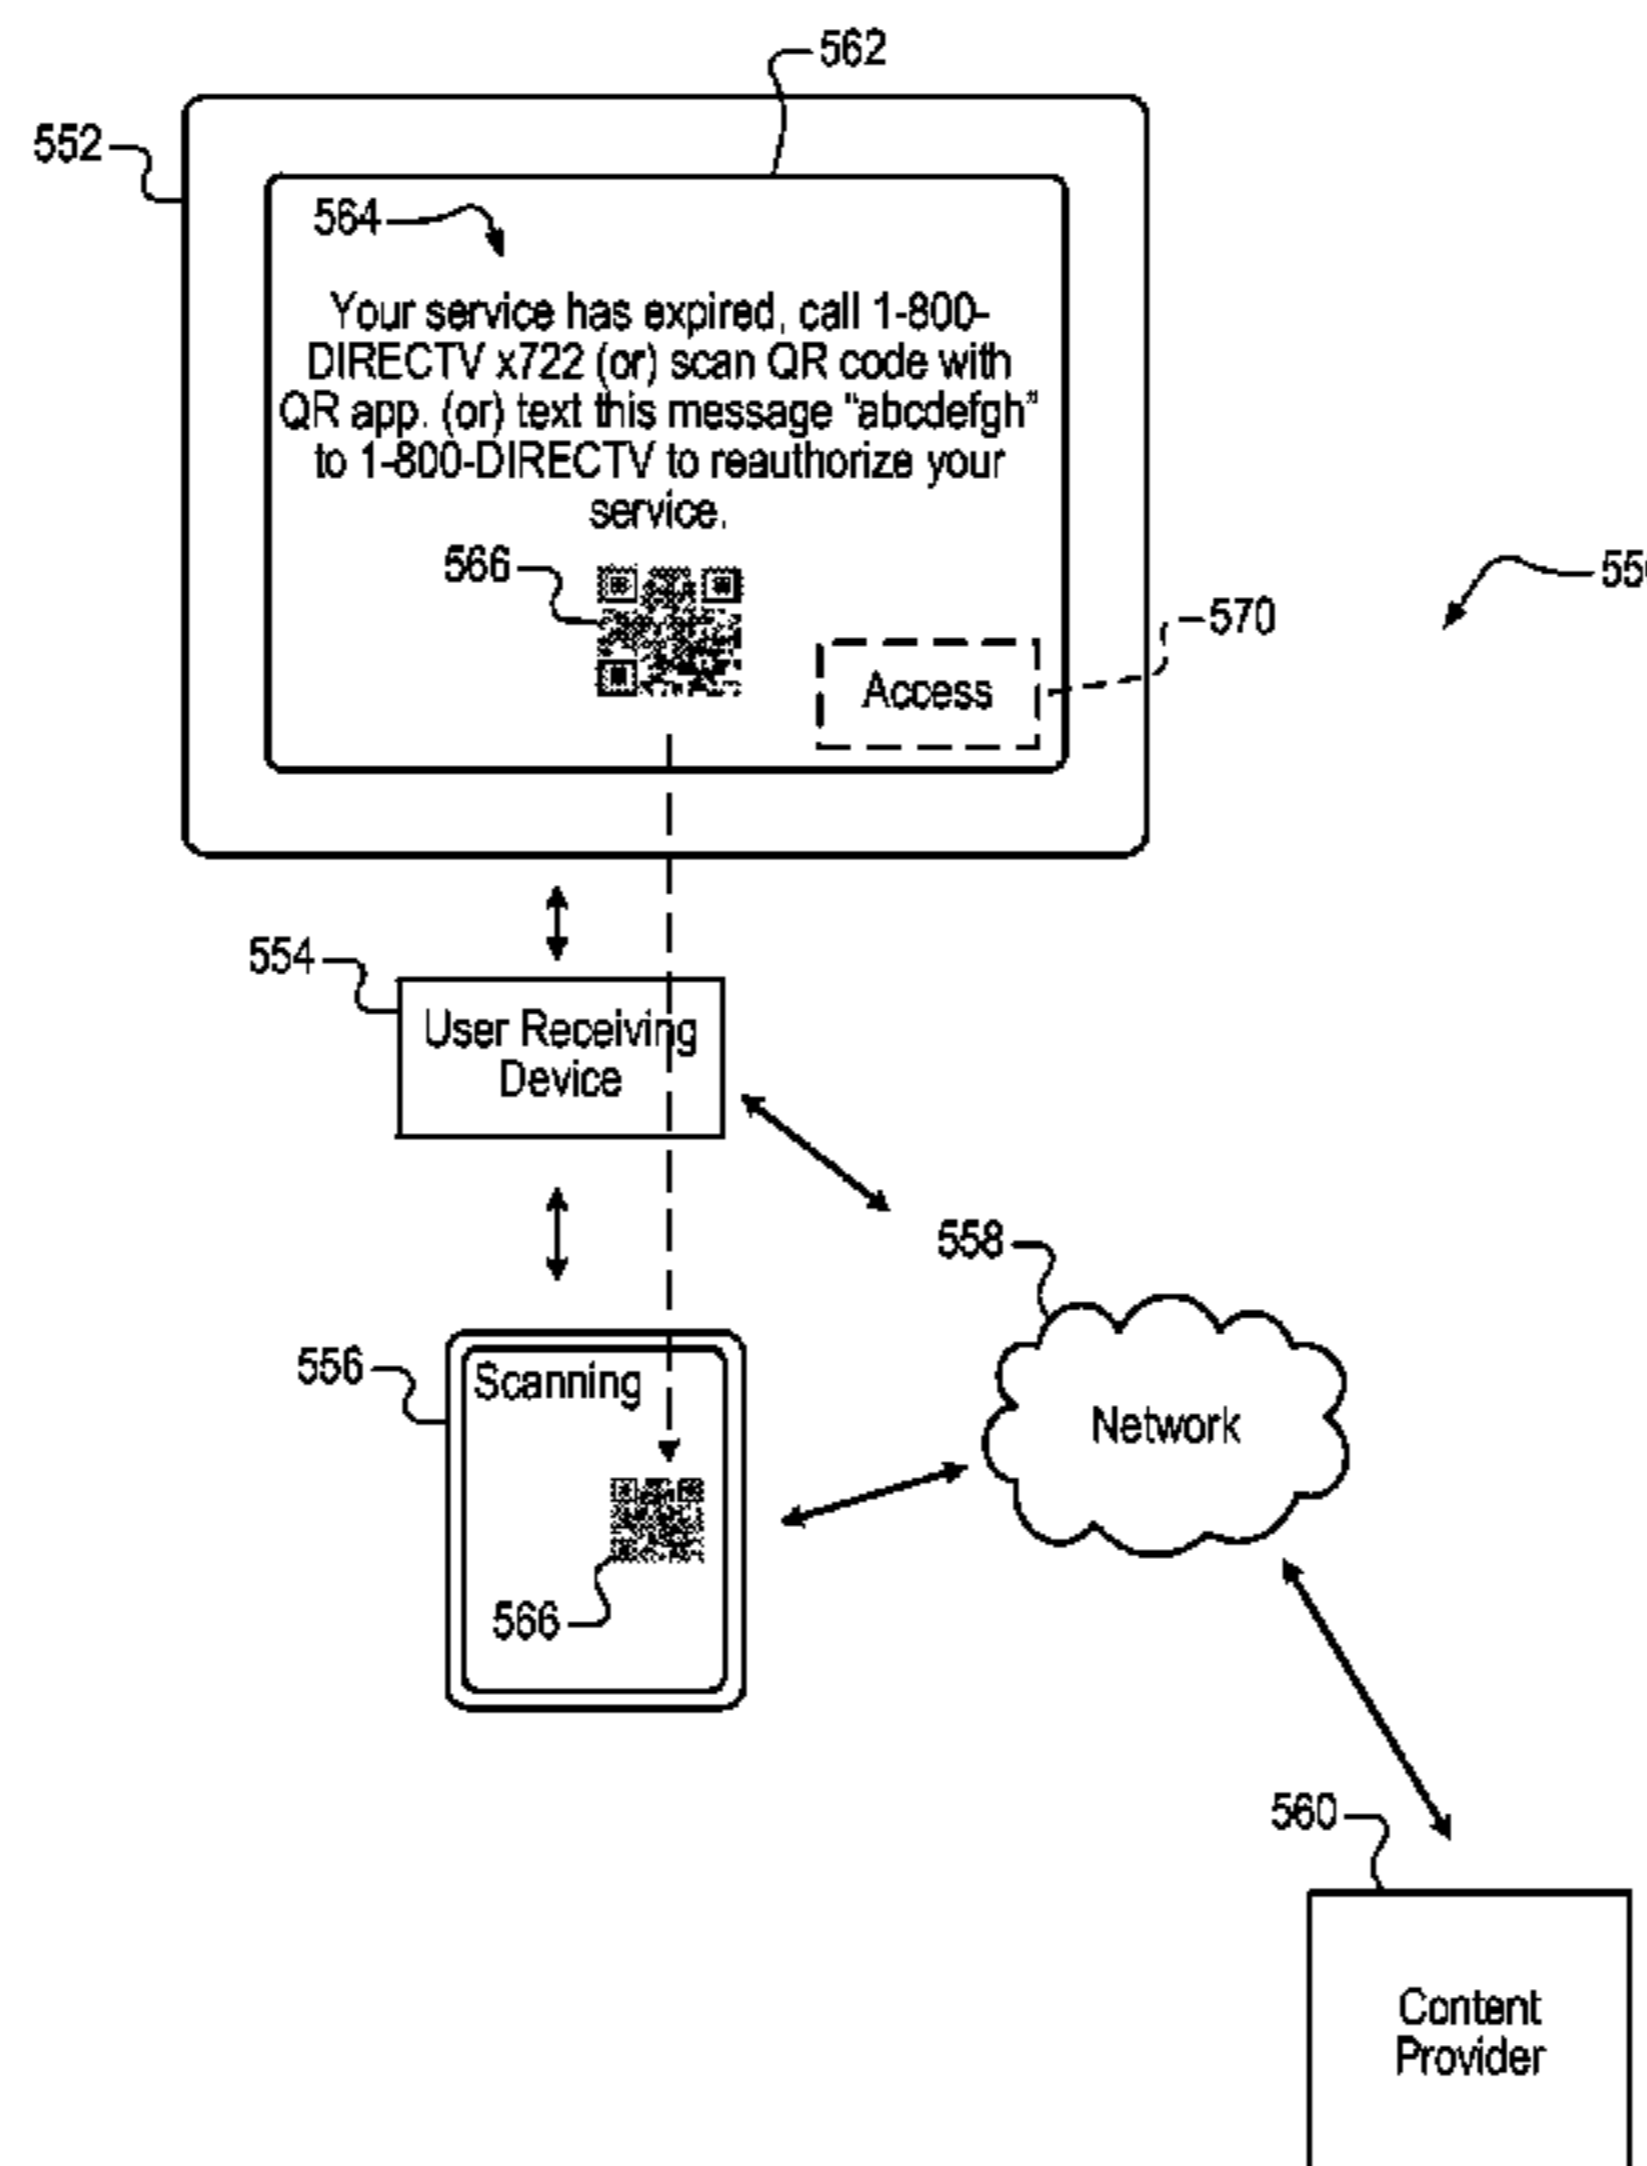 562
552
564
Your service has expired, call 1-800-
DIRECTV x722 (or) scan QR code with
QR app. (or) text this message "abcdefgh"
to 1-800-DIRECTV to reauthorize your
service.
566
570
Access
554
User Receiving
Device
558
556
Scanning
Network
566
560
Content
Provider